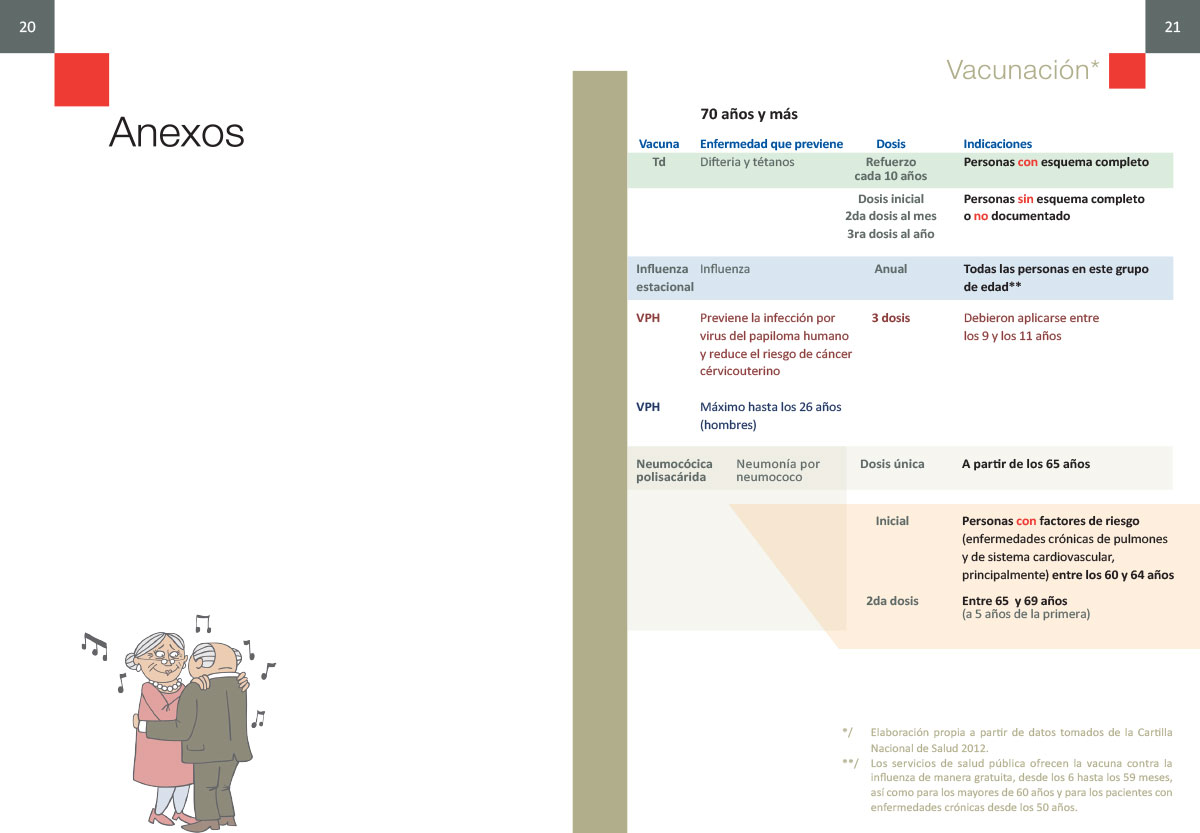 20
Anexos
21
Vacunación*
70 años y más
Vacuna Enfermedad que previene Dosis Indicaciones
Td Difteria y tétanos Refuerzo Personas con esquema completo
cada 10 años
Dosis inicial Personas sin esquema completo
2da dosis al mes o no documentado
3ra dosis al año
Influenza Influenza Anual Todas las personas en este grupo
estacional de edad**
VPH Previene la infección por 3 dosis Debieron aplicarse entre
virus del papiloma humano los 9 y los 11 años
y reduce el riesgo de cáncer
cérvicouterino
VPH Máximo hasta los 26 años
(hombres)
Neumocócica Neumonía por Dosis única A partir de los 65 años
polisacárida neumococo
Inicial Personas con factores de riesgo
(enfermedades crónicas de pulmones
y de sistema cardiovascular,
principalmente) entre los 60 y 64 años
2da dosis Entre 65 y 69 años
(a 5 años de la primera)
*/ Elaboración propia a partir de datos tomados de la Cartilla
Nacional de Salud 2012.
**/ Los servicios de salud pública ofrecen la vacuna contra la
influenza de manera gratuita, desde los 6 hasta los 59 meses,
así como para los mayores de 60 años y para los pacientes con
enfermedades crónicas desde los 50 años.